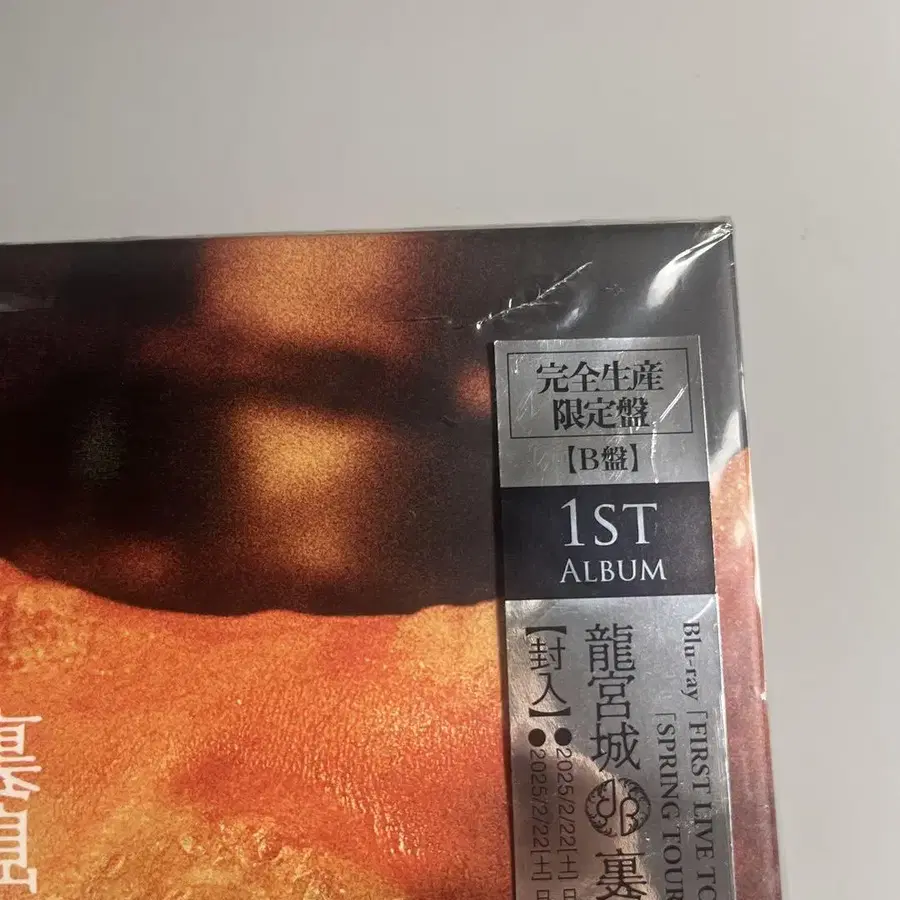 完全生産
限定盤
【B盤】
1ST
ALBUM
Blu-ray「FIRST LIVE TO
「SPRING TOUR
龍宮城 裏
【封入】●2025/2/22[土]
●2025/2/22[土]